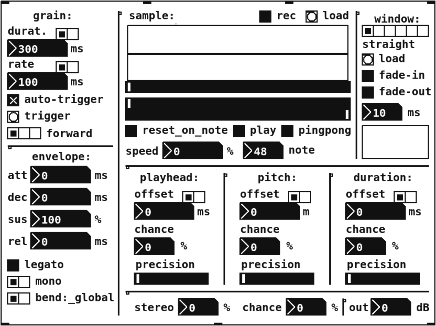 grain:
durat.
300 ms
rate
100 ms
auto-trigger
trigger
forward
envelope:
att 0 ms
dec 0 ms
sus 100 %
rel 0 ms
legato
mono
bend:_global
sample: rec load
reset_on_note play pingpong
speed 0 % 48 note
window:
straight
load
fade-in
fade-out
10 ms
playhead:
offset
0 ms
chance
0 %
precision
pitch:
offset
0 m
chance
0 %
precision
duration:
offset
0 ms
chance
0 %
precision
stereo 0 % chance 0 % out 0 dB